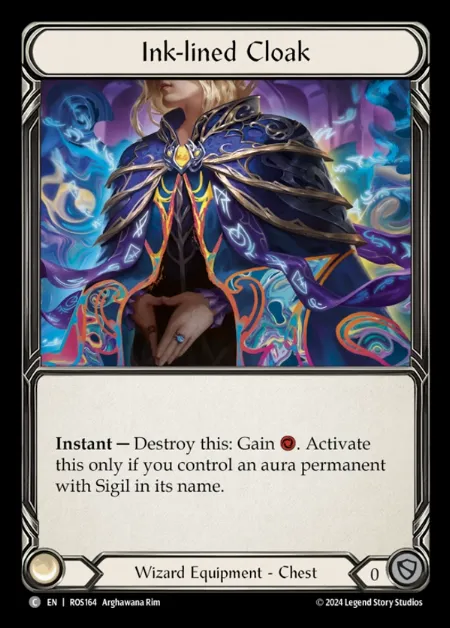 Ink-lined Cloak
Instant — Destroy this: Gain . Activate
this only if you control an aura permanent
with Sigil in its name.
Wizard Equipment - Chest
0
C EN | ROS164 Arghawana Rim
© 2024 Legend Story Studios